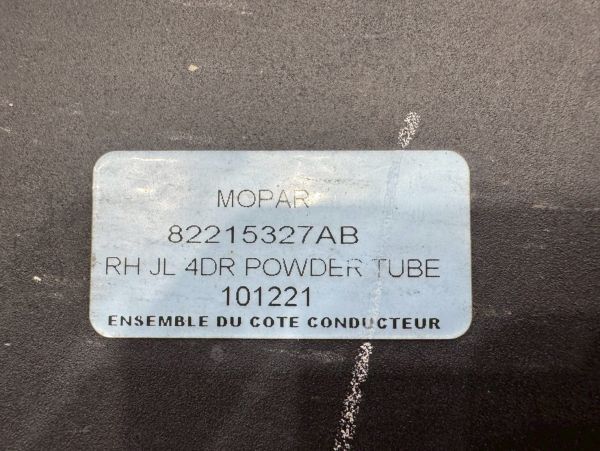 MOPAR
82215327AB
RH JL 4DR POWDER TUBE
101221
ENSEMBLE DU COTE CONDUCTEUR